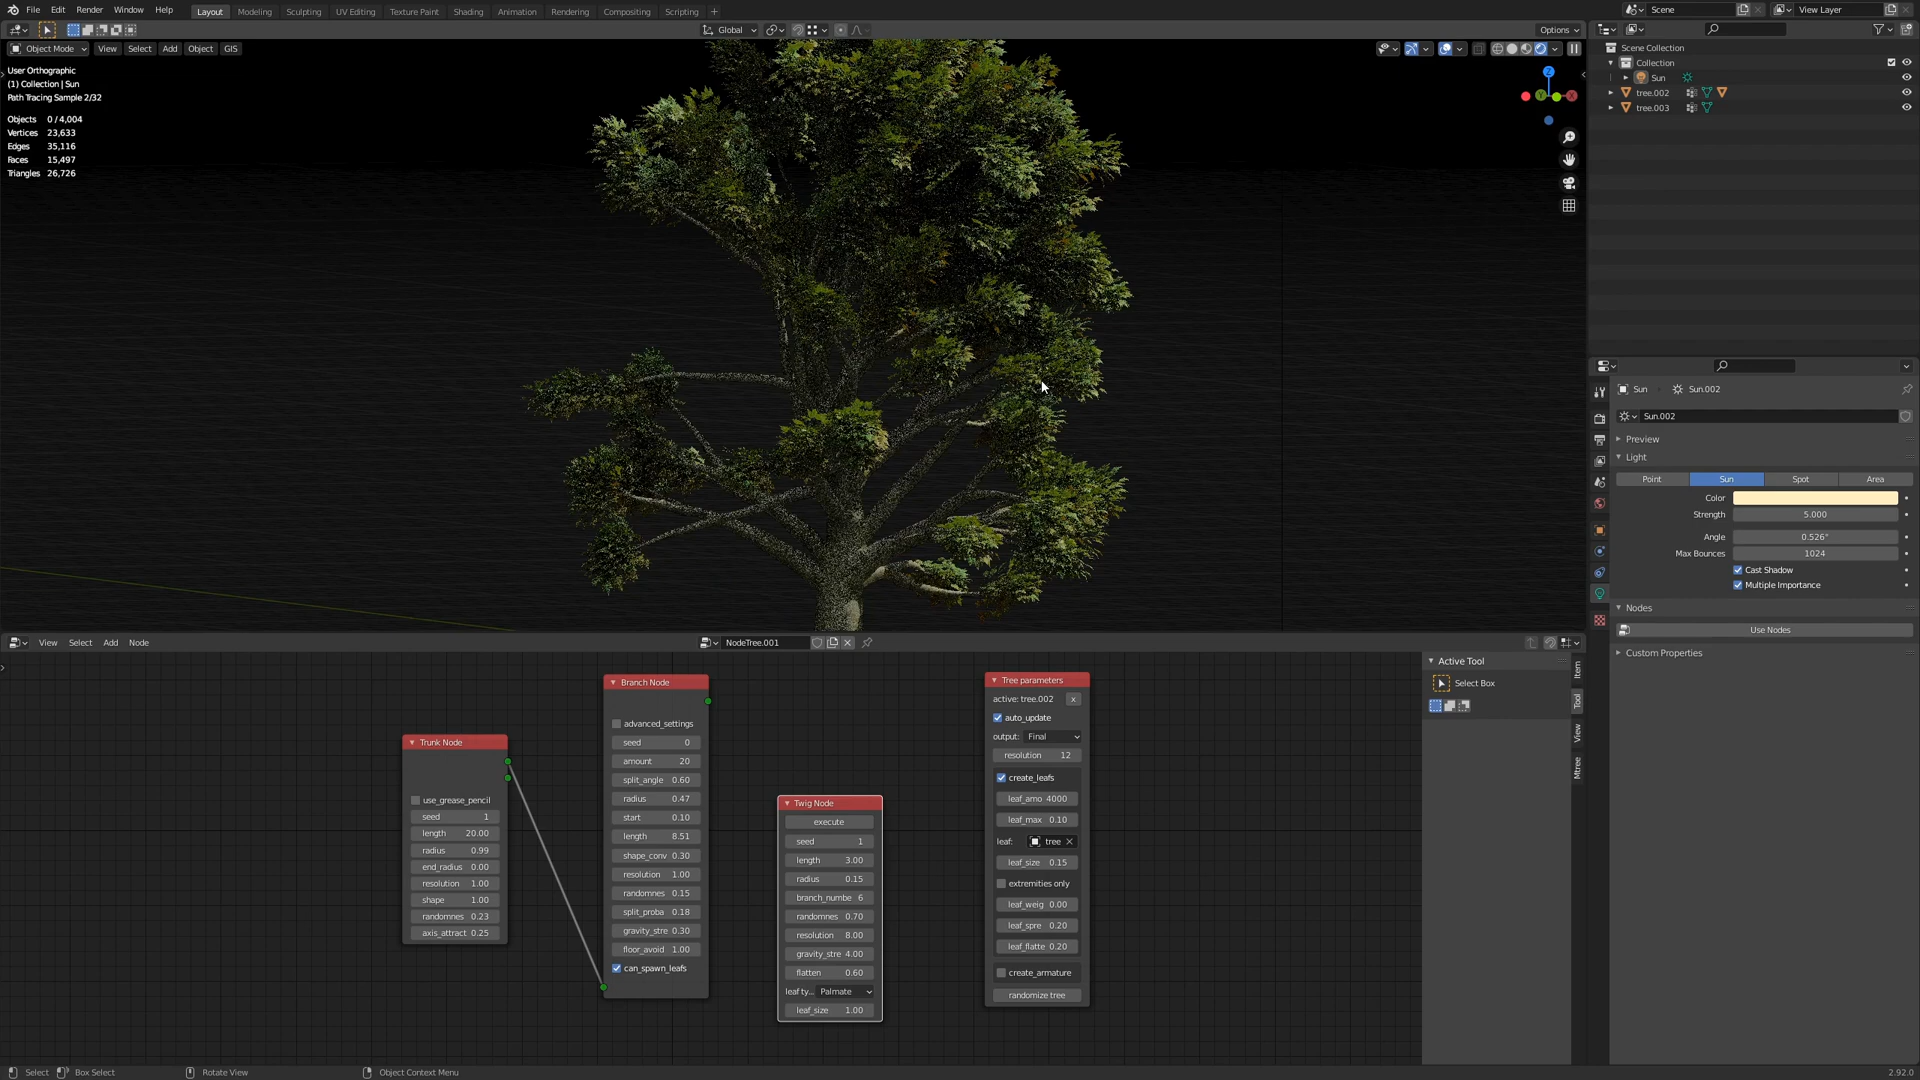 File Edit Render Window Help Layout Modeling Sculpting UV Editing Texture Paint Shading Animation Rendering Compositing Scripting + Scene View Layer
Global Options
Object Mode View Select Add Object GIS
User Orthographic
(1) Collection | Sun
Path Tracing Sample 2/32
Objects 0 / 4,004
Vertices 23,633
Edges 35,116
Faces 15,497
Triangles 26,726
Z
Scene Collection
Collection
Sun
tree.002
tree.003
Sun Sun.002
Sun.002
Preview
Light
Point Sun Spot Area
Color
Strength 5.000
Angle 0.526°
Max Bounces 1024
Cast Shadow
Multiple Importance
Nodes
Use Nodes
Custom Properties
View Select Add Node NodeTree.001
Trunk Node
use_grease_pencil
seed 1
length 20.00
radius 0.99
end_radius 0.00
resolution 1.00
shape 1.00
randomnes 0.23
axis_attract 0.25
Branch Node
advanced_settings
seed 0
amount 20
split_angle 0.60
radius 0.47
start 0.10
length 8.51
shape_conv 0.30
resolution 1.00
randomnes 0.15
split_proba 0.18
gravity_stre 0.30
floor_avoid 1.00
can_spawn_leafs
Twig Node
execute
seed 1
length 3.00
radius 0.15
branch_numbe 6
randomnes 0.70
resolution 8.00
gravity_stre 4.00
flatten 0.60
leaf ty... Palmate
leaf_size 1.00
Tree parameters
active: tree.002 x
auto_update
output: Final
resolution 12
create_leafs
leaf_amo 4000
leaf_max 0.10
leaf: tree
leaf_size 0.15
extremities only
leaf_weig 0.00
leaf_spre 0.20
leaf_flatte 0.20
create_armature
randomize tree
Active Tool
Select Box
Item
Tool
View
Mtree
Select Box Select Rotate View Object Context Menu 2.92.0